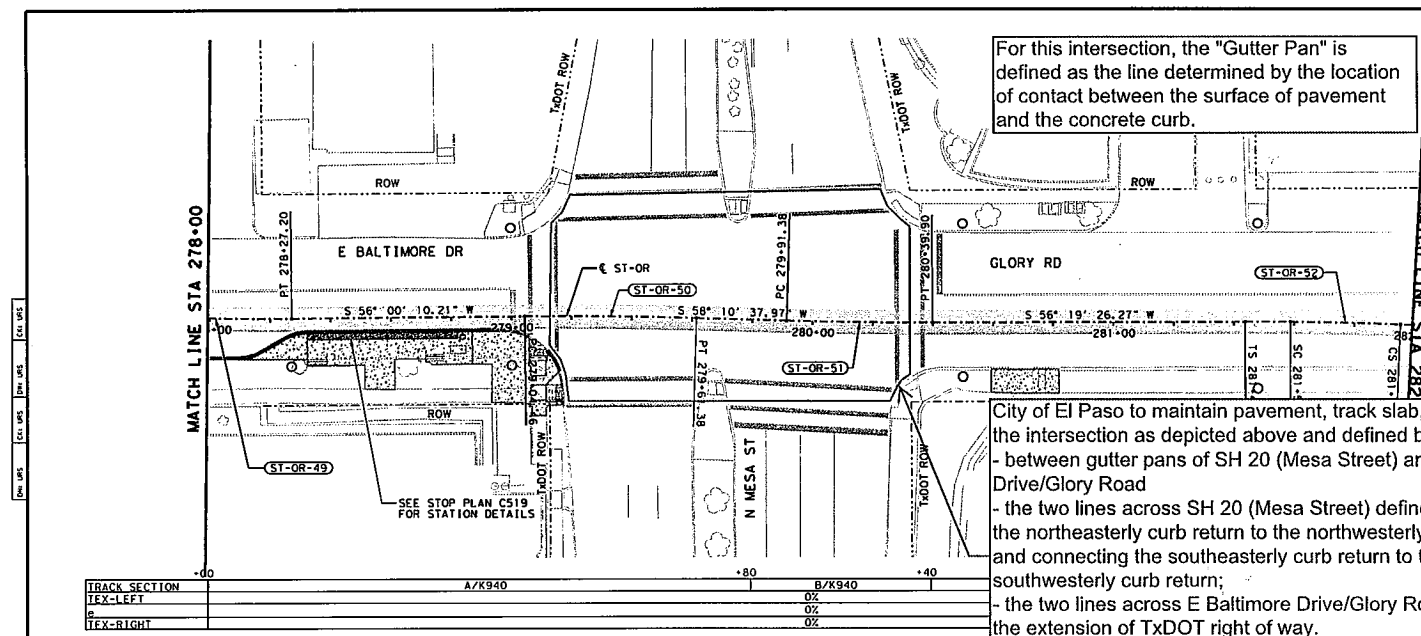 For this intersection, the "Gutter Pan" is
defined as the line determined by the location
of contact between the surface of pavement
and the concrete curb.
TxDOT ROW
TxDOT ROW
ROW
ROW
MATCH LINE STA 278+00
PT 278+27.20
E BALTIMORE DR
℄ ST-OR
ST-OR-50
PC 279+91.38
PT 280+39.90
GLORY RD
ST-OR-52
S 56° 00' 10.21" W
S 58° 10' 37.97" W
S 56° 19' 26.27" W
+00
279+00
280+00
281+00
ST-OR-51
PT 279+61.38
ROW
TxDOT ROW
N MESA ST
TxDOT ROW
ST-OR-49
SEE STOP PLAN C519
FOR STATION DETAILS
City of El Paso to maintain pavement, track slab,
the intersection as depicted above and defined b
- between gutter pans of SH 20 (Mesa Street) an
Drive/Glory Road
- the two lines across SH 20 (Mesa Street) define
the northeasterly curb return to the northwesterly
and connecting the southeasterly curb return to t
southwesterly curb return;
- the two lines across E Baltimore Drive/Glory Ro
the extension of TxDOT right of way.
+00 +80 +40
TRACK SECTION A/K940 B/K940
TEX-LEFT 0%
e 0%
TEX-RIGHT 0%